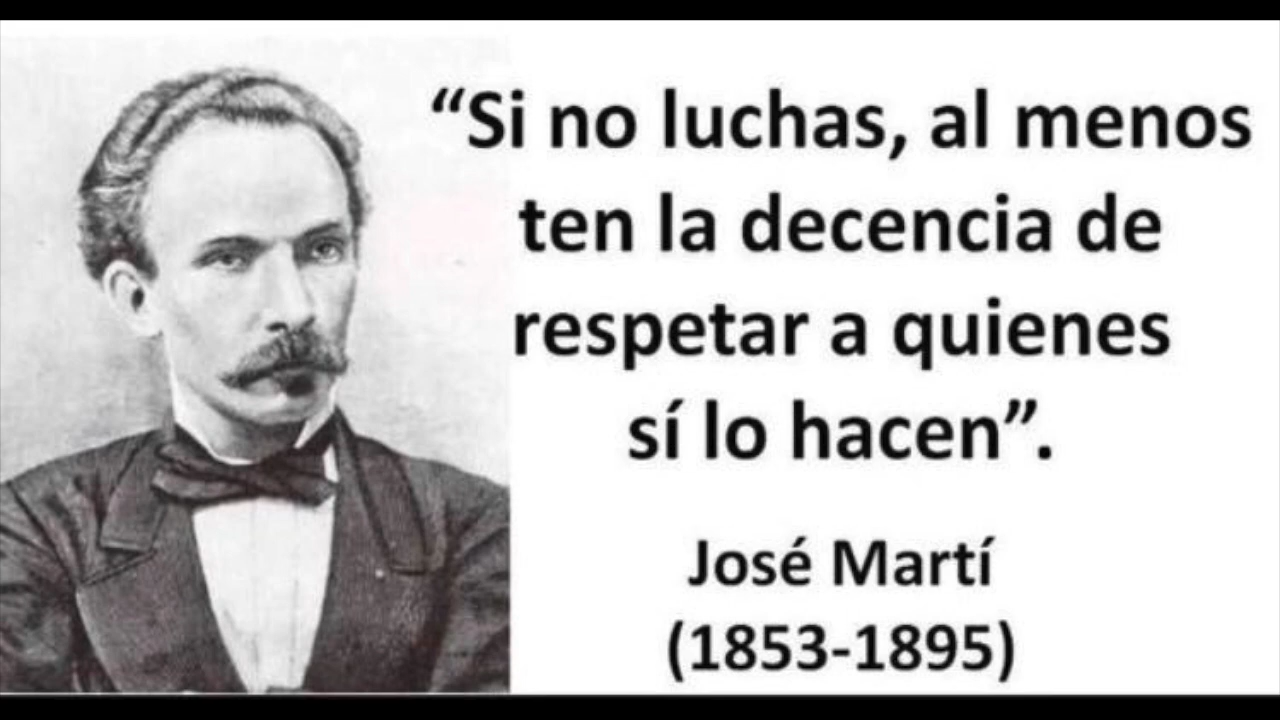 “Si no luchas, al menos
ten la decencia de
respetar a quienes
sí lo hacen”.
José Martí
(1853-1895)